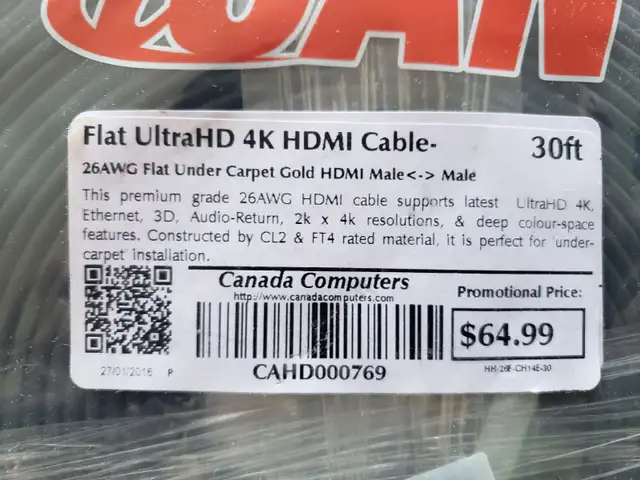 Flat UltraHD 4K HDMI Cable- 30ft
26AWG Flat Under Carpet Gold HDMI Male<-> Male
This premium grade 26AWG HDMI cable supports latest UltraHD 4K,
Ethernet, 3D, Audio-Return, 2k x 4k resolutions, & deep colour-space
features. Constructed by CL2 & FT4 rated material, it is perfect for under-
carpet installation.
Canada Computers
http://www.canadacomputers.com
Promotional Price:
$64.99
CAHD000769
27/01/2016 P
HH-26F-CH14E-30